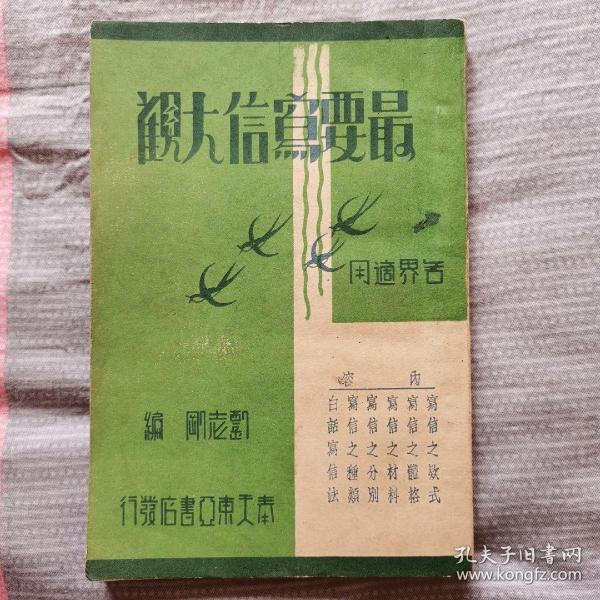 最要寫信大觀
各界適用
內容
寫信之款式
寫信之體格
寫信之材料
寫信之分別
寫信之種類
白話寫信法
劉志剛 編
奉天東亞書店發行
孔夫子旧书网
www.kongfz.com